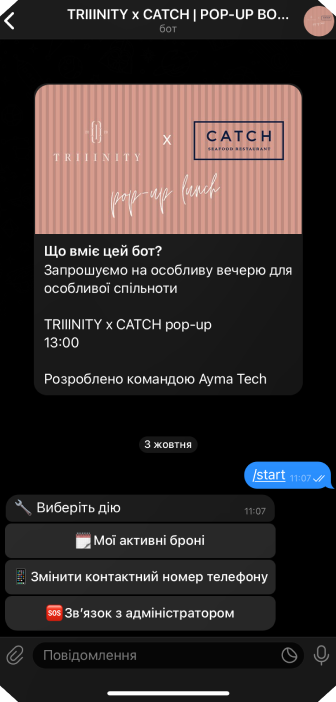 TRIIINITY x CATCH | POP-UP BO...
бот
TRIIINITY
X
CATCH
SEAFOOD RESTAURANT
pop-up lunch
Що вміє цей бот?
Запрошуємо на особливу вечерю для
особливої спільноти
TRIIINITY x CATCH pop-up
13:00
Розроблено командою Ayma Tech
3 жовтня
/start 11:07
Виберіть дію 11:07
Мої активні броні
Змінити контактний номер телефону
SOS Зв’язок з адміністратором
Повідомлення